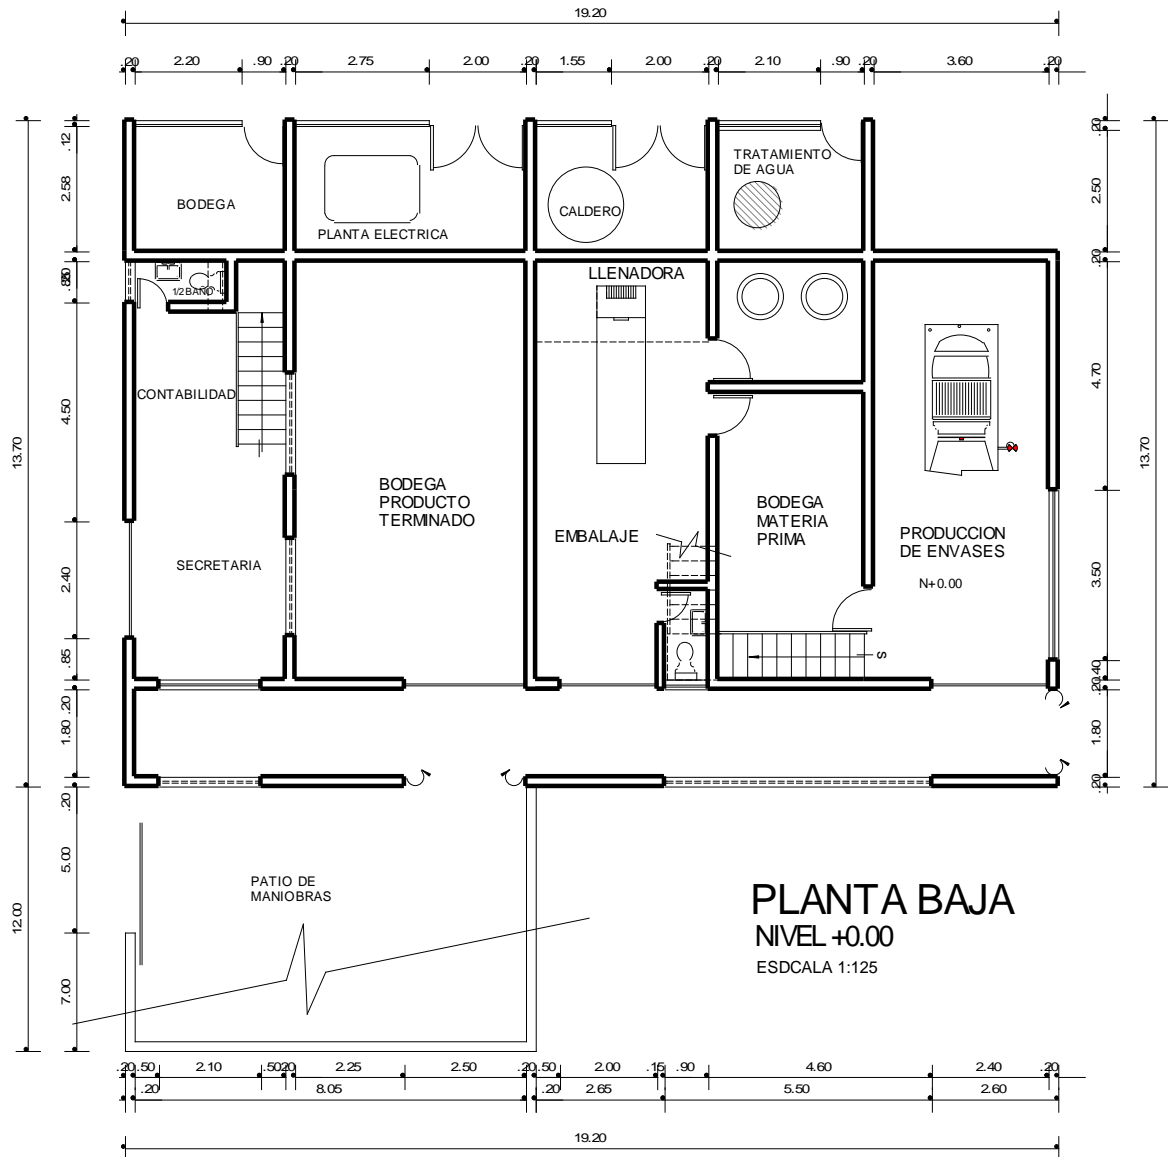 19.20
.20 2.20 .90 .20 2.75 2.00 .20 1.55 2.00 .20 2.10 .90 .20 3.60 .20
.12
2.58
4.50
2.40
.85
.20
1.80
.20
5.00
7.00
13.70
12.00
BODEGA
PLANTA ELECTRICA
CALDERO
TRATAMIENTO
DE AGUA
1/2 BAÑO
LLENADORA
CONTABILIDAD
BODEGA
PRODUCTO
TERMINADO
EMBALAJE
BODEGA
MATERIA
PRIMA
PRODUCCION
DE ENVASES
N+0.00
SECRETARIA
S
.20
2.50
.20
4.70
3.50
.40
.20
1.80
.20
13.70
PATIO DE
MANIOBRAS
PLANTA BAJA
NIVEL +0.00
ESDCALA 1:125
.20 .50 2.10 .50 .20 2.25 2.50 .20 .50 2.00 .15 .90 4.60 2.40 .20
.20 8.05 .20 2.65 5.50 2.60
19.20